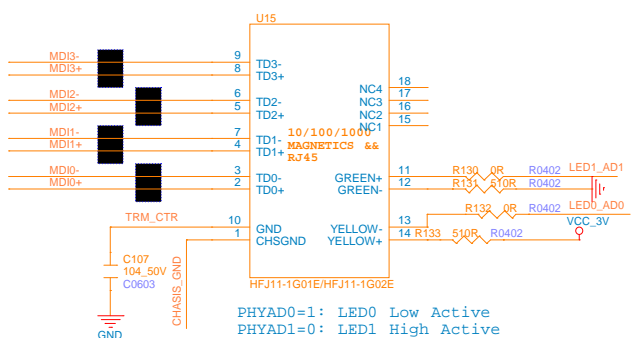 U15
MDI3-
9
TD3-
MDI3+
8
TD3+
MDI2-
6
TD2-
MDI2+
5
TD2+
MDI1-
7
TD1-
MDI1+
4
TD1+
MDI0-
3
TD0-
MDI0+
2
TD0+
NC4
18
NC3
17
NC2
16
NC1
15
10/100/1000
MAGNETICS &&
RJ45
GREEN+
11
R130 0R R0402 LED1_AD1
GREEN-
12
R131 510R R0402
R132 0R R0402 LED0_AD0
YELLOW-
13
VCC_3V
YELLOW+
14
R133 510R R0402
TRM_CTR
10
GND
1
CHSGND
CHASIS_GND
C107
104_50V
C0603
GND
HFJ11-1G01E/HFJ11-1G02E
PHYAD0=1: LED0 Low Active
PHYAD1=0: LED1 High Active